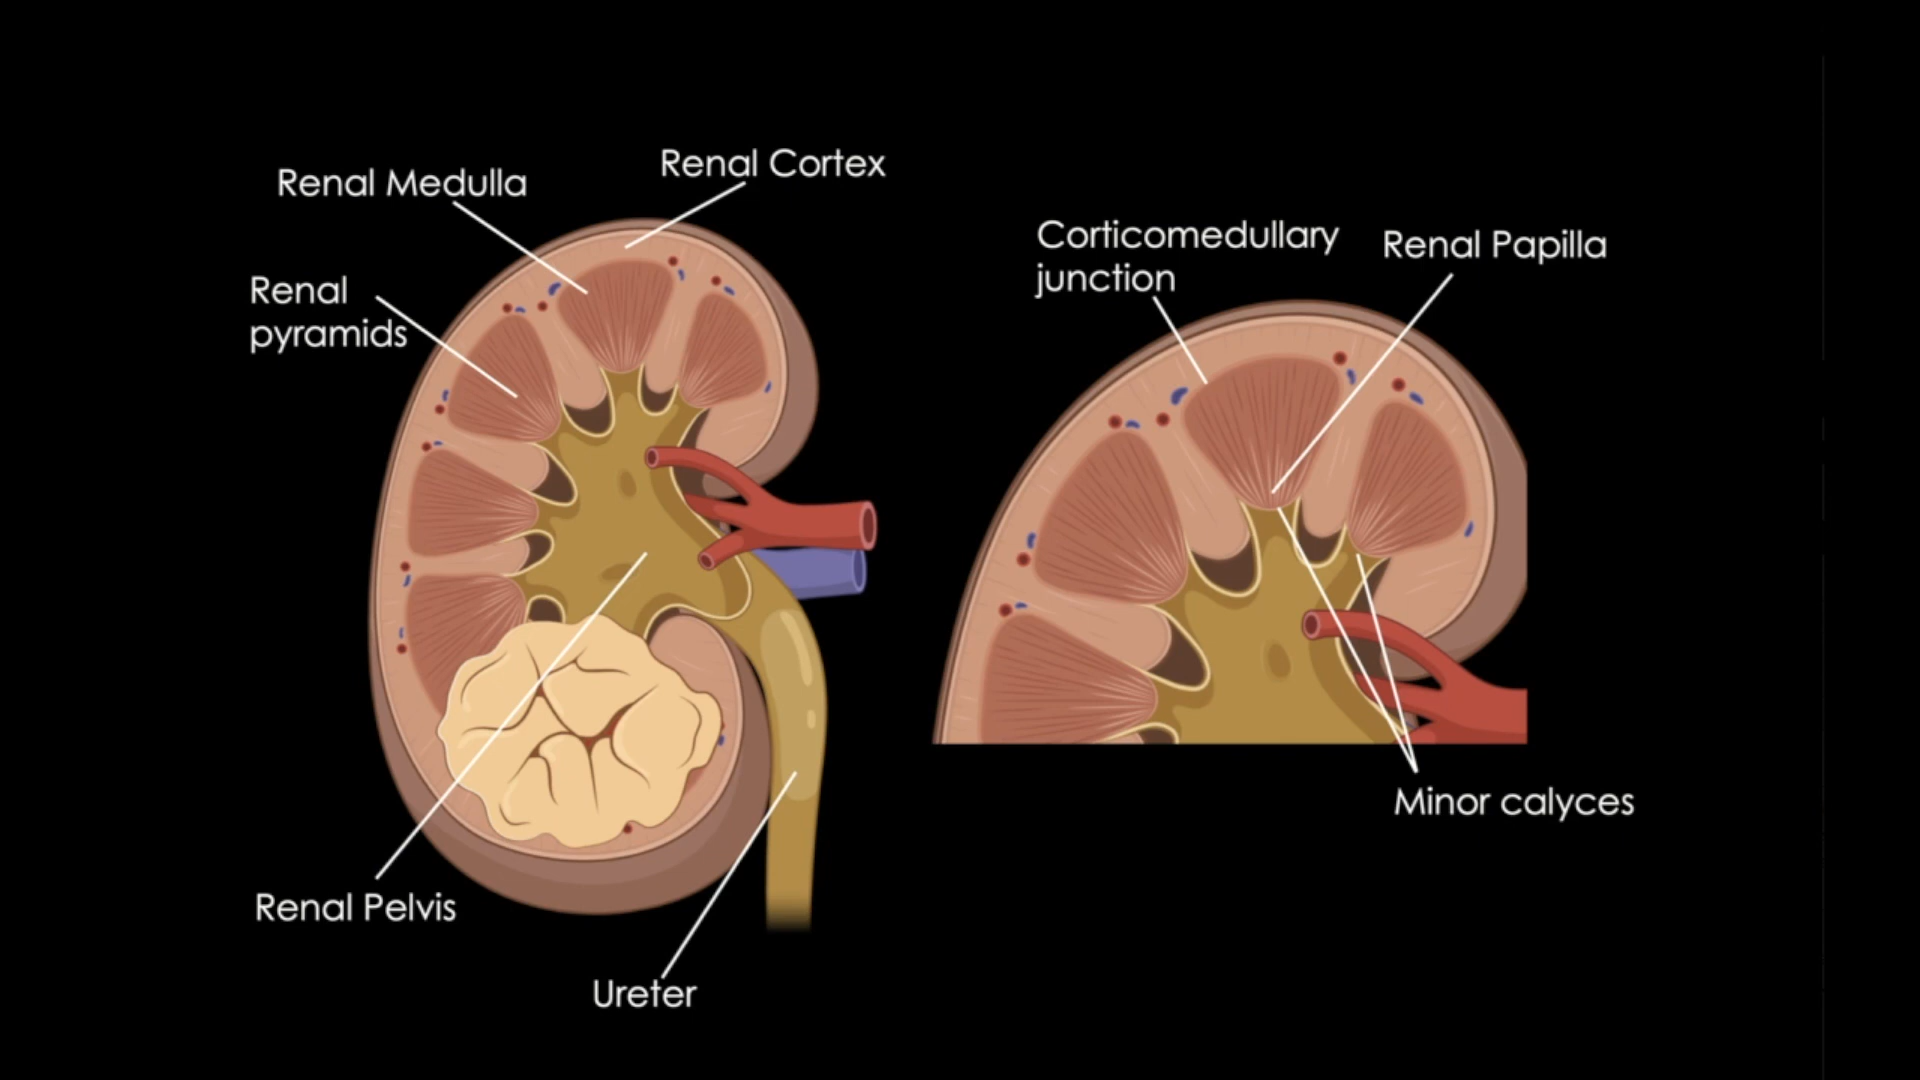 Renal Medulla
Renal Cortex
Renal
pyramids
Renal Pelvis
Ureter
Corticomedullary
junction
Renal Papilla
Minor calyces